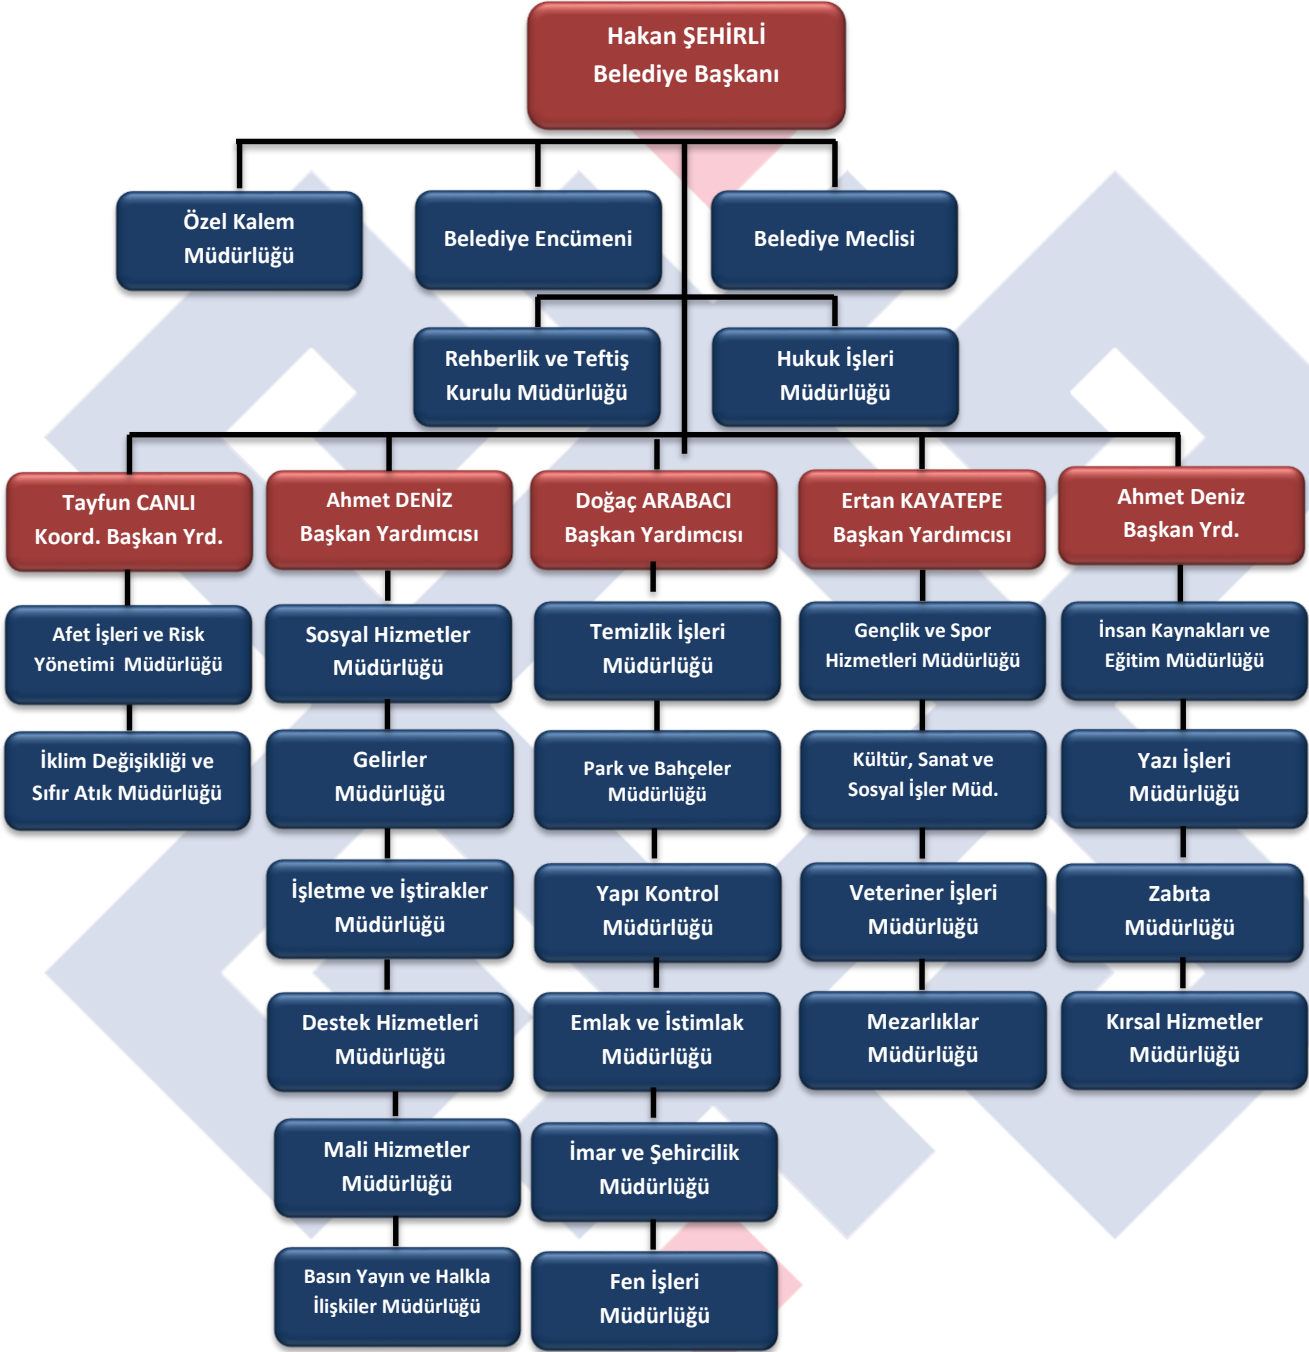 Hakan ŞEHİRLİ
Belediye Başkanı
Özel Kalem
Müdürlüğü
Belediye Encümeni
Belediye Meclisi
Rehberlik ve Teftiş
Kurulu Müdürlüğü
Hukuk İşleri
Müdürlüğü
Tayfun CANLI
Koord. Başkan Yrd.
Ahmet DENİZ
Başkan Yardımcısı
Doğaç ARABACI
Başkan Yardımcısı
Ertan KAYATEPE
Başkan Yardımcısı
Ahmet Deniz
Başkan Yrd.
Afet İşleri ve Risk
Yönetimi  Müdürlüğü
İklim Değişikliği ve
Sıfır Atık Müdürlüğü
Sosyal Hizmetler
Müdürlüğü
Gelirler
Müdürlüğü
İşletme ve İştirakler
Müdürlüğü
Destek Hizmetleri
Müdürlüğü
Mali Hizmetler
Müdürlüğü
Basın Yayın ve Halkla
İlişkiler Müdürlüğü
Temizlik İşleri
Müdürlüğü
Park ve Bahçeler
Müdürlüğü
Yapı Kontrol
Müdürlüğü
Emlak ve İstimlak
Müdürlüğü
İmar ve Şehircilik
Müdürlüğü
Fen İşleri
Müdürlüğü
Gençlik ve Spor
Hizmetleri Müdürlüğü
Kültür, Sanat ve
Sosyal İşler Müd.
Veteriner İşleri
Müdürlüğü
Mezarlıklar
Müdürlüğü
İnsan Kaynakları ve
Eğitim Müdürlüğü
Yazı İşleri
Müdürlüğü
Zabıta
Müdürlüğü
Kırsal Hizmetler
Müdürlüğü